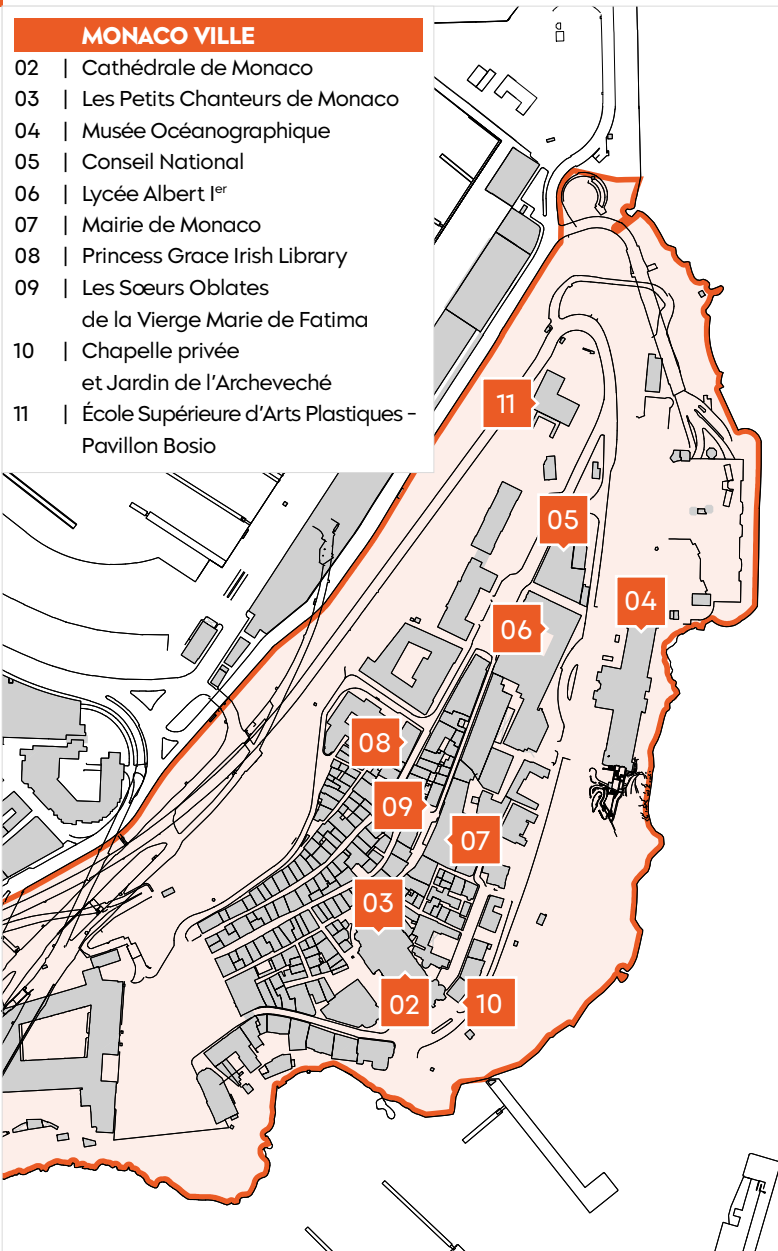 MONACO VILLE
02 | Cathédrale de Monaco
03 | Les Petits Chanteurs de Monaco
04 | Musée Océanographique
05 | Conseil National
06 | Lycée Albert Ier
07 | Mairie de Monaco
08 | Princess Grace Irish Library
09 | Les Sœurs Oblates
de la Vierge Marie de Fatima
10 | Chapelle privée
et Jardin de l'Archeveché
11 | École Supérieure d'Arts Plastiques -
Pavillon Bosio
11
05
04
06
08
09
07
03
02
10